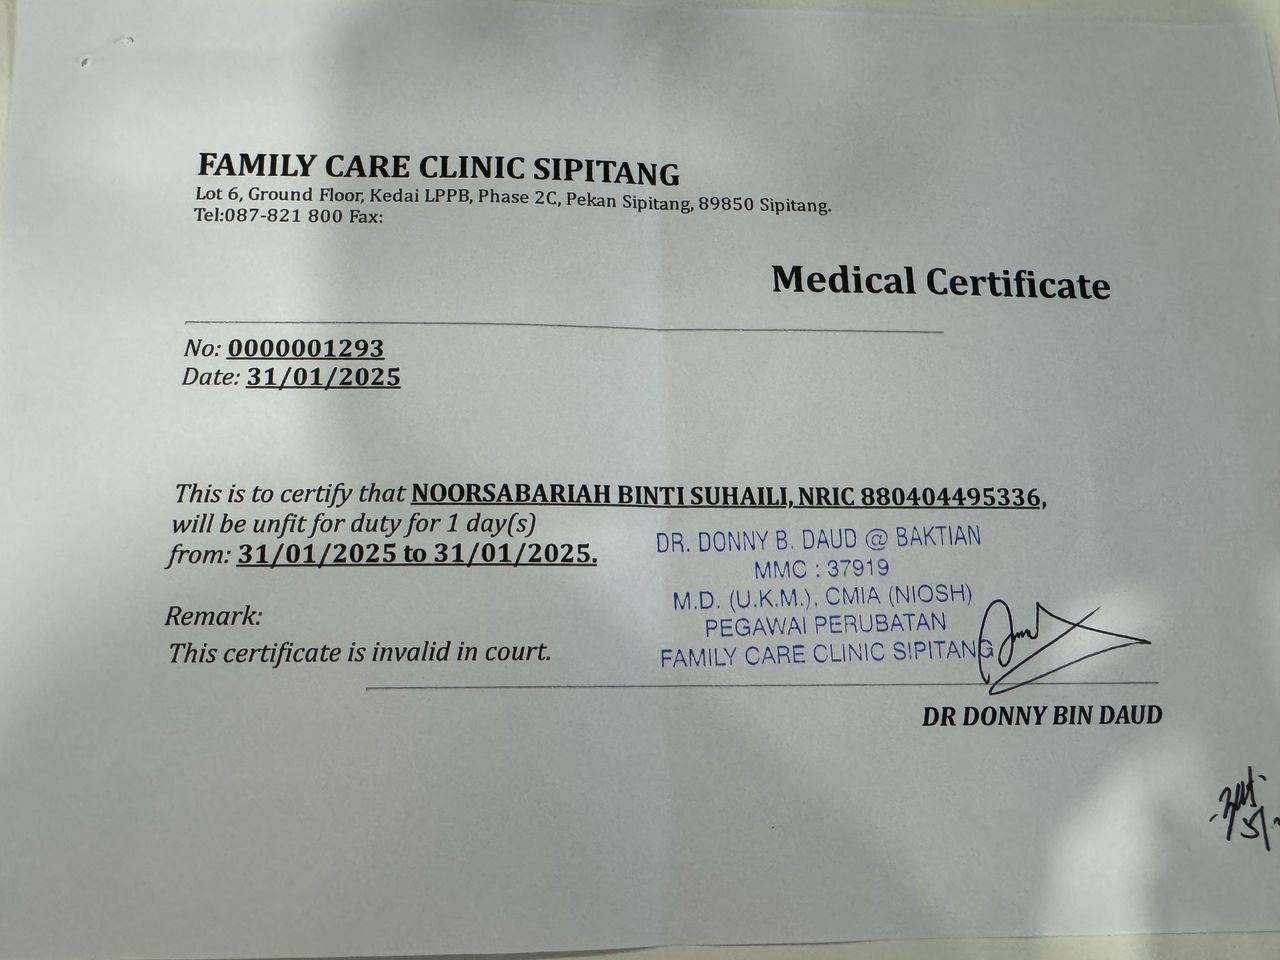 FAMILY CARE CLINIC SIPITANG
Lot 6, Ground Floor, Kedai LPPB, Phase 2C, Pekan Sipitang, 89850 Sipitang.
Tel:087-821 800 Fax:
Medical Certificate
No: 0000001293
Date: 31/01/2025
This is to certify that NOORSABARIAH BINTI SUHAILI, NRIC 880404495336,
will be unfit for duty for 1 day(s)
from: 31/01/2025 to 31/01/2025.
DR. DONNY B. DAUD @ BAKTIAN
MMC : 37919
M.D. (U.K.M.), CMIA (NIOSH)
PEGAWAI PERUBATAN
FAMILY CARE CLINIC SIPITANG
Remark:
This certificate is invalid in court.
DR DONNY BIN DAUD